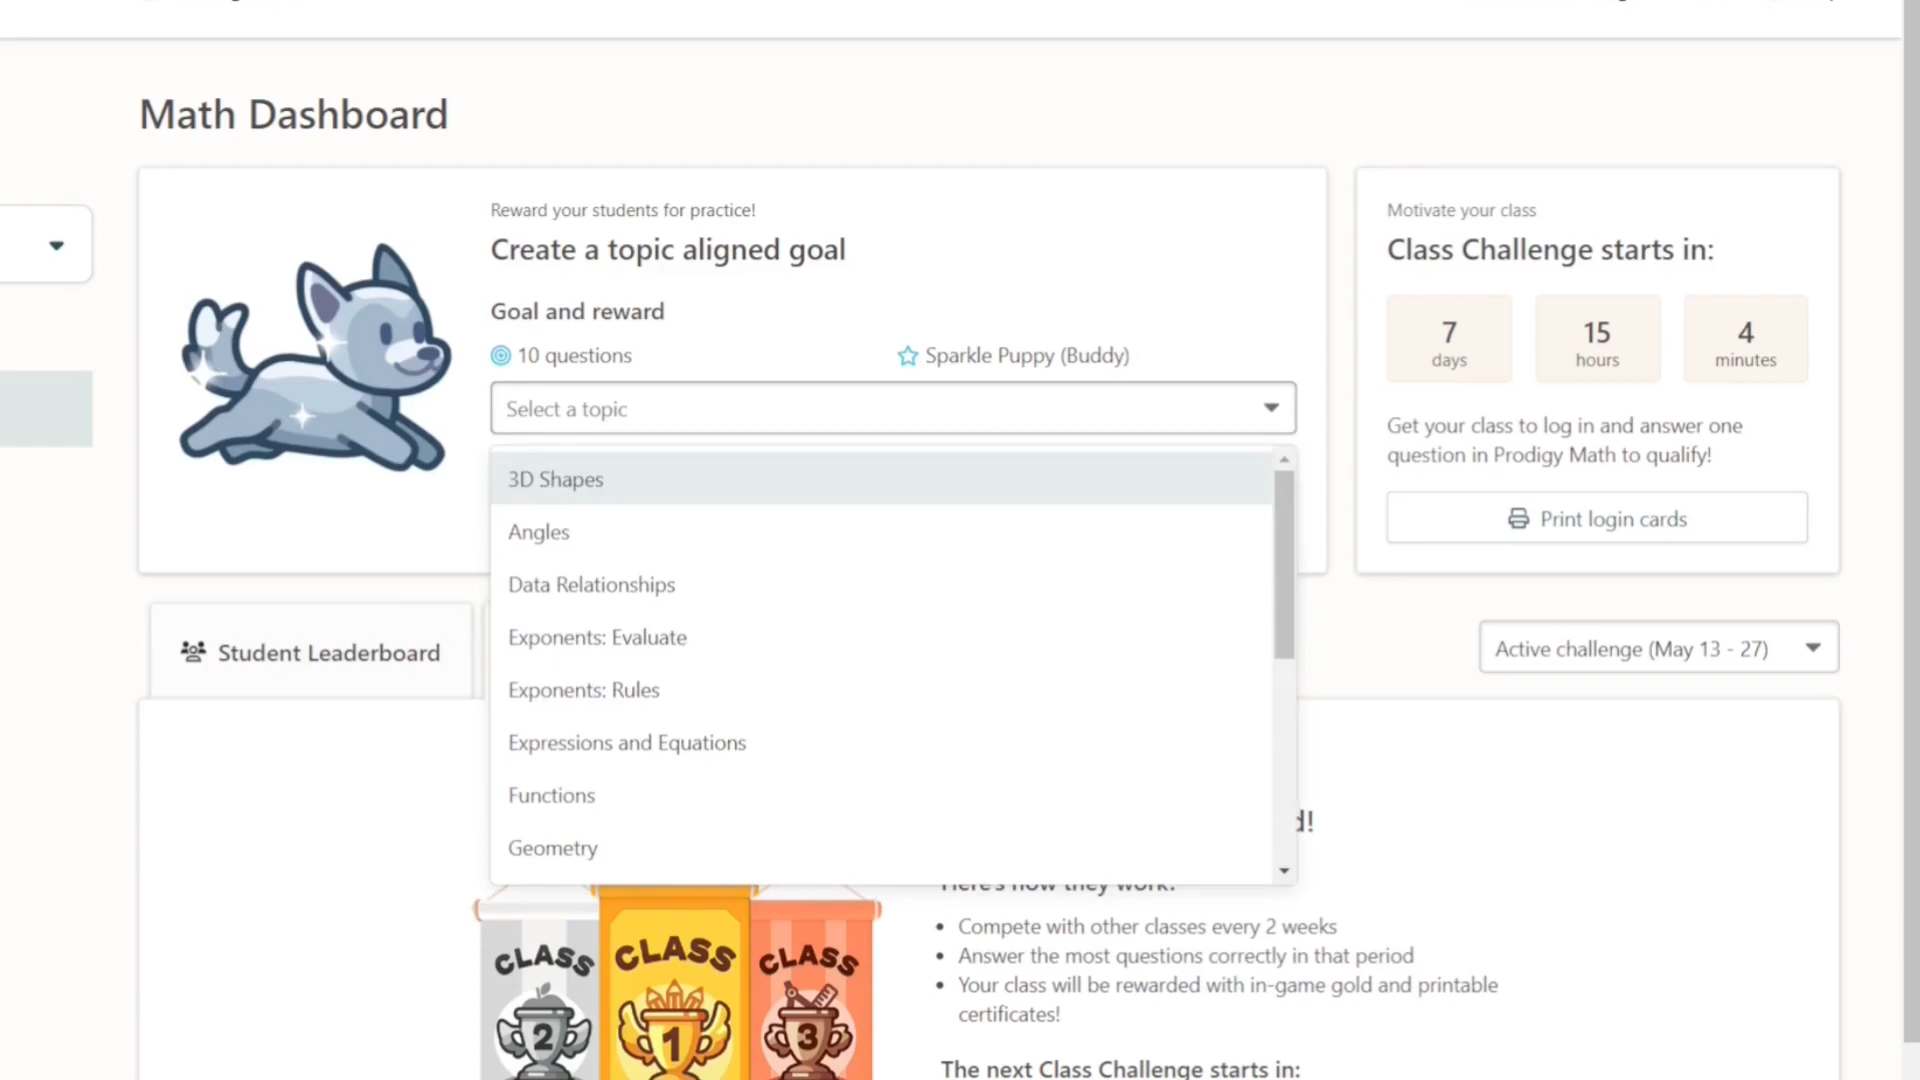 Math Dashboard
Reward your students for practice!
Create a topic aligned goal
Goal and reward
10 questions
Sparkle Puppy (Buddy)
Select a topic
3D Shapes
Angles
Data Relationships
Exponents: Evaluate
Exponents: Rules
Expressions and Equations
Functions
Geometry
Motivate your class
Class Challenge starts in:
7
days
15
hours
4
minutes
Get your class to log in and answer one
question in Prodigy Math to qualify!
Print login cards
Student Leaderboard
Active challenge (May 13 - 27)
d!
Here's how they work:
Compete with other classes every 2 weeks
Answer the most questions correctly in that period
Your class will be rewarded with in-game gold and printable
certificates!
The next Class Challenge starts in:
CLASS
2
CLASS
1
CLASS
3